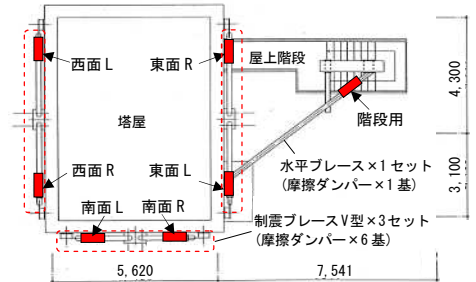 西面L
東面R
屋上階段
塔屋
階段用
4,300
西面R
東面L
水平ブレース×1セット
(摩擦ダンパー×1基)
3,100
南面L
南面R
制震ブレースV型×3セット
(摩擦ダンパー×6基)
5,620
7,541